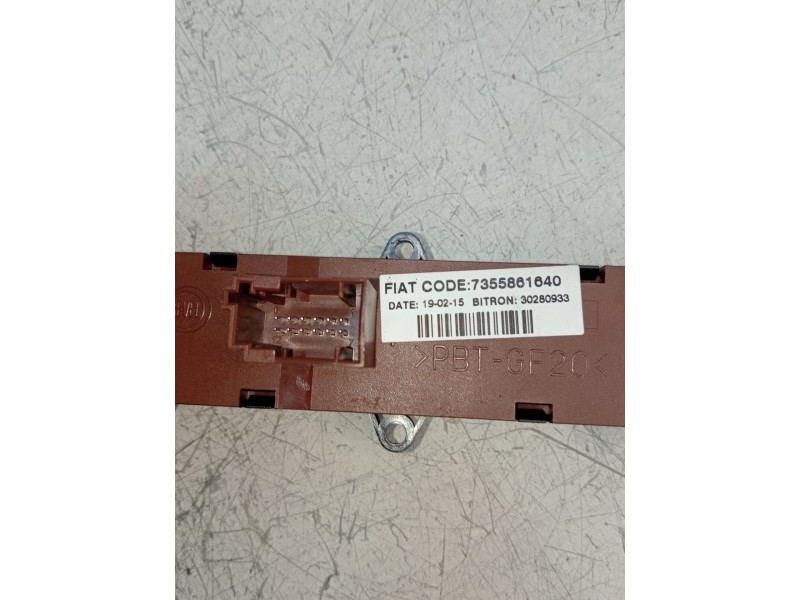 FIAT CODE:7355861640
DATE: 19-02-15 BITRON: 30280933
>PBT-GF20<